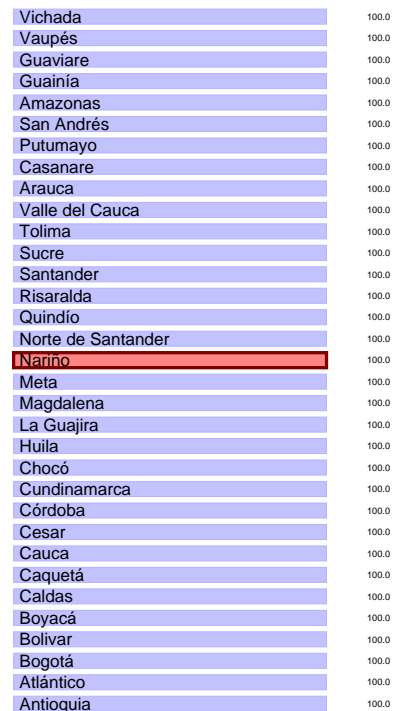 Vichada 100.0
Vaupés 100.0
Guaviare 100.0
Guainía 100.0
Amazonas 100.0
San Andrés 100.0
Putumayo 100.0
Casanare 100.0
Arauca 100.0
Valle del Cauca 100.0
Tolima 100.0
Sucre 100.0
Santander 100.0
Risaralda 100.0
Quindío 100.0
Norte de Santander 100.0
Nariño 100.0
Meta 100.0
Magdalena 100.0
La Guajira 100.0
Huila 100.0
Chocó 100.0
Cundinamarca 100.0
Córdoba 100.0
Cesar 100.0
Cauca 100.0
Caquetá 100.0
Caldas 100.0
Boyacá 100.0
Bolivar 100.0
Bogotá 100.0
Atlántico 100.0
Antioquia 100.0